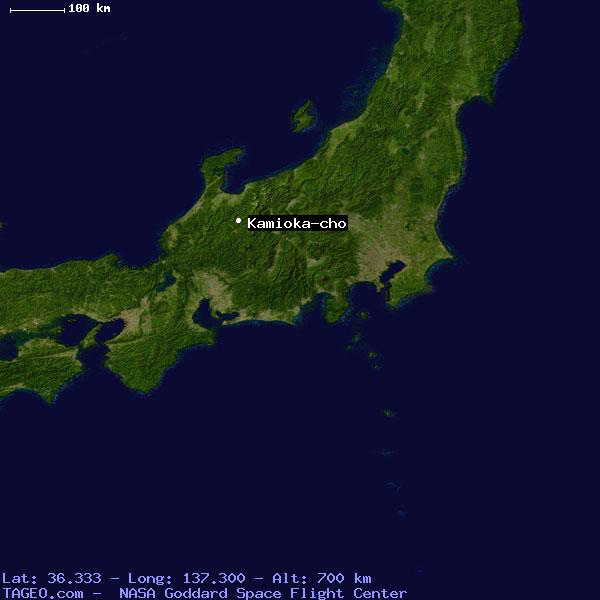 100 km
Kamioka-cho
Lat: 36.333 - Long: 137.300 - Alt: 700 km
TAGEO.com - NASA Goddard Space Flight Center